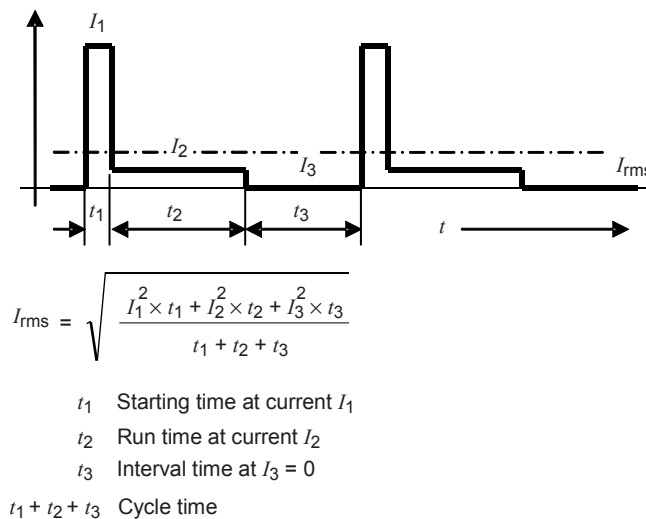 I1
I2
I3
Irms
t1 t2 t3 t
Irms = √ (I1² × t1 + I2² × t2 + I3² × t3) / (t1 + t2 + t3)
t1 Starting time at current I1
t2 Run time at current I2
t3 Interval time at I3 = 0
t1 + t2 + t3 Cycle time